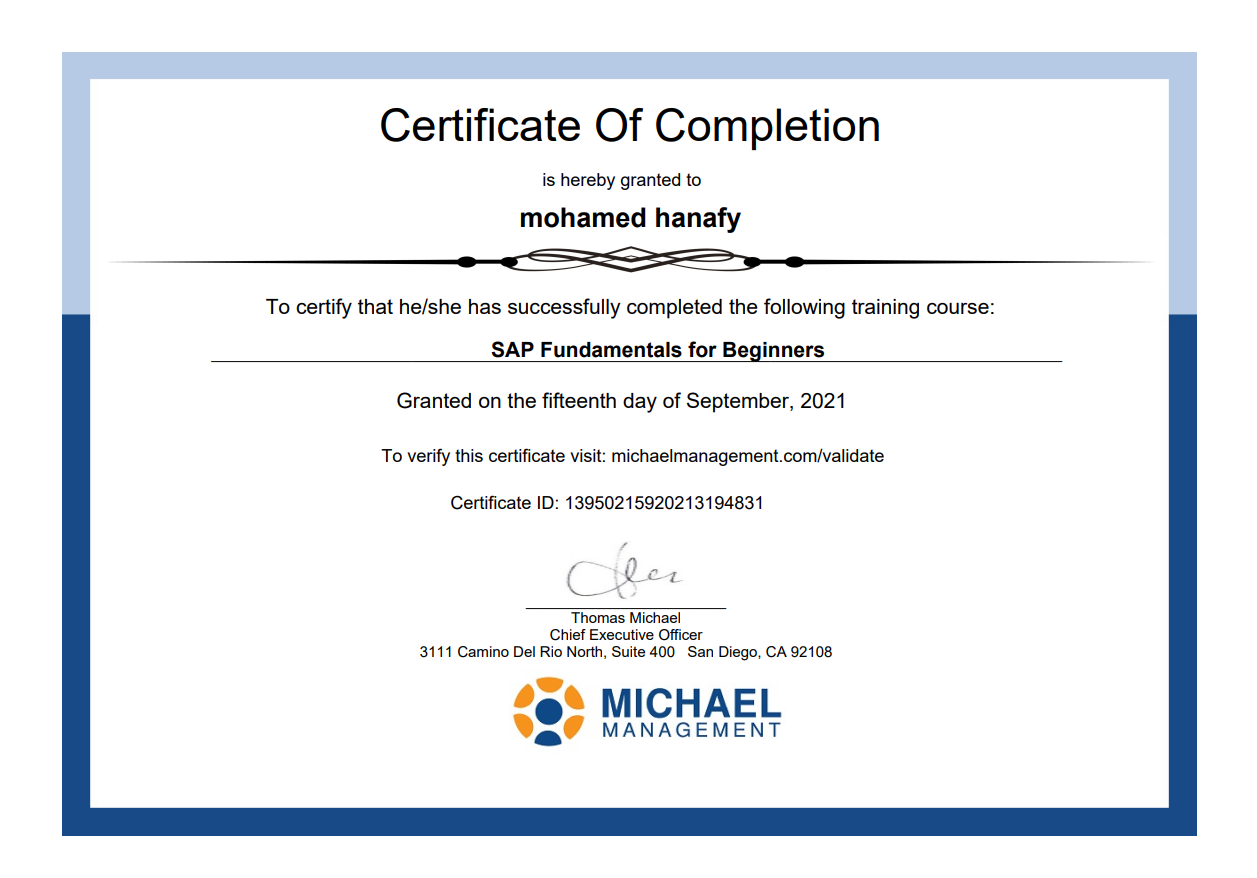 Certificate Of Completion
is hereby granted to
mohamed hanafy
To certify that he/she has successfully completed the following training course:
SAP Fundamentals for Beginners
Granted on the fifteenth day of September, 2021
To verify this certificate visit: michaelmanagement.com/validate
Certificate ID: 13950215920213194831
Thomas Michael
Chief Executive Officer
3111 Camino Del Rio North, Suite 400   San Diego, CA 92108
MICHAEL
MANAGEMENT